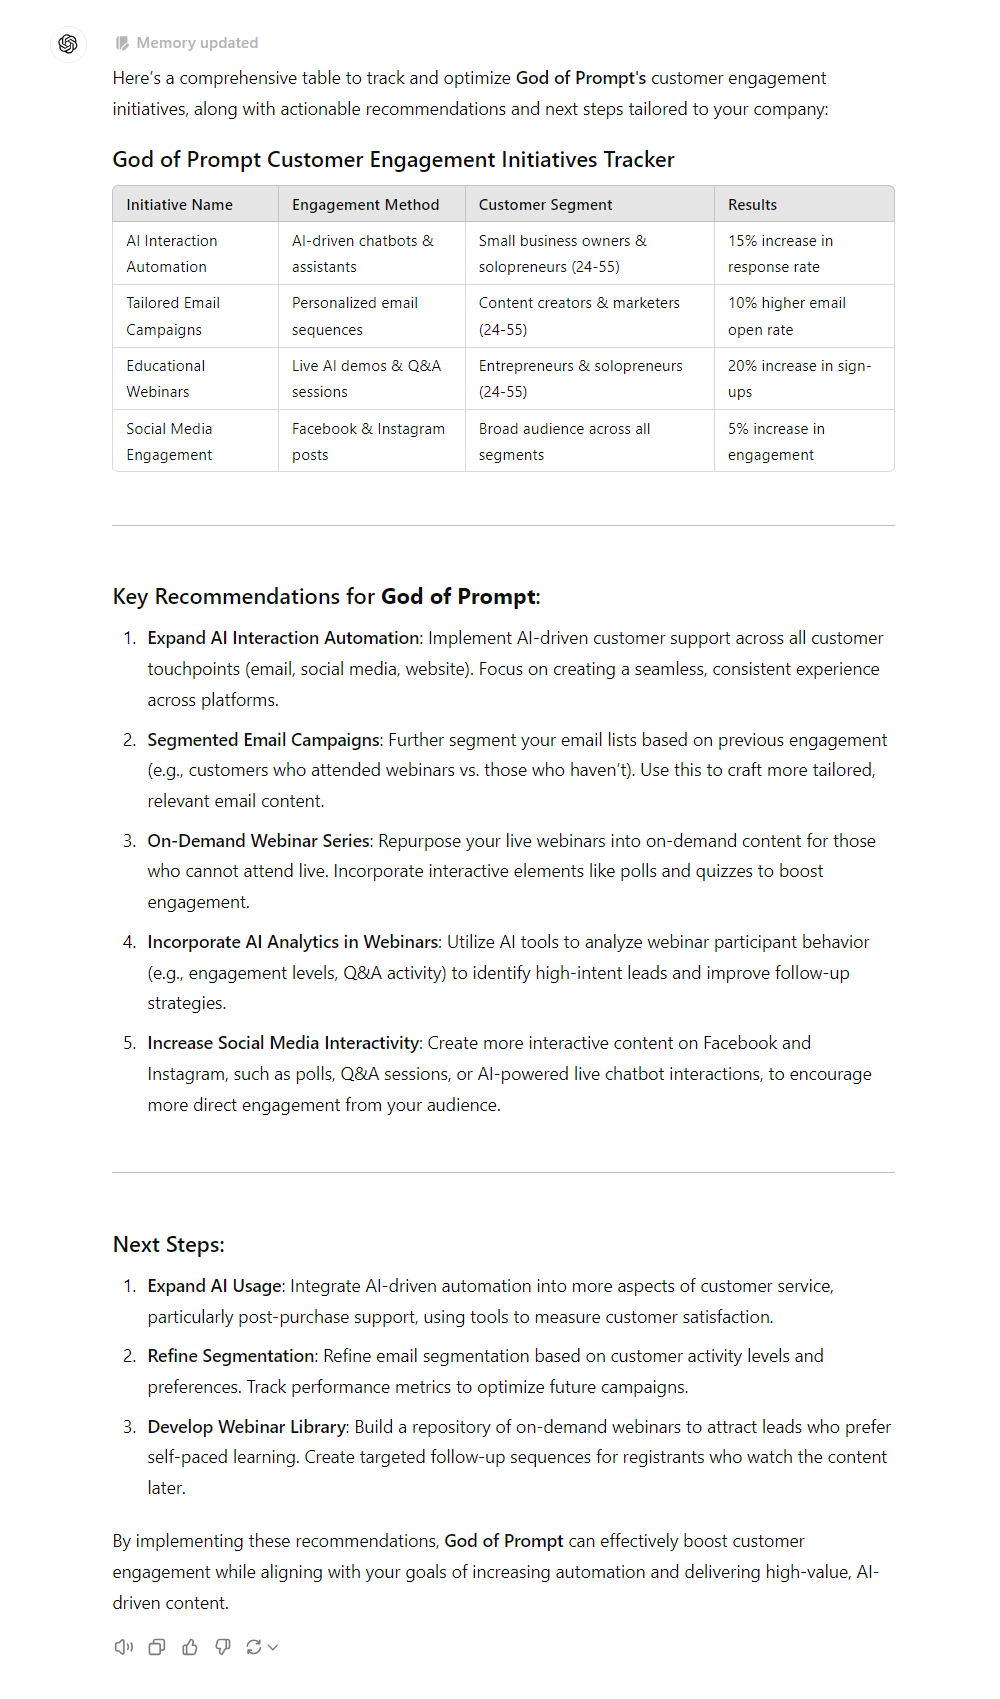 Memory updated
Here's a comprehensive table to track and optimize God of Prompt's customer engagement
initiatives, along with actionable recommendations and next steps tailored to your company:
God of Prompt Customer Engagement Initiatives Tracker
Initiative Name Engagement Method Customer Segment Results
AI Interaction AI-driven chatbots & Small business owners & 15% increase in
Automation assistants solopreneurs (24-55) response rate
Tailored Email Personalized email Content creators & marketers 10% higher email
Campaigns sequences (24-55) open rate
Educational Live AI demos & Q&A Entrepreneurs & solopreneurs 20% increase in sign-
Webinars sessions (24-55) ups
Social Media Facebook & Instagram Broad audience across all 5% increase in
Engagement posts segments engagement
Key Recommendations for God of Prompt:
1. Expand AI Interaction Automation: Implement AI-driven customer support across all customer
touchpoints (email, social media, website). Focus on creating a seamless, consistent experience
across platforms.
2. Segmented Email Campaigns: Further segment your email lists based on previous engagement
(e.g., customers who attended webinars vs. those who haven't). Use this to craft more tailored,
relevant email content.
3. On-Demand Webinar Series: Repurpose your live webinars into on-demand content for those
who cannot attend live. Incorporate interactive elements like polls and quizzes to boost
engagement.
4. Incorporate AI Analytics in Webinars: Utilize AI tools to analyze webinar participant behavior
(e.g., engagement levels, Q&A activity) to identify high-intent leads and improve follow-up
strategies.
5. Increase Social Media Interactivity: Create more interactive content on Facebook and
Instagram, such as polls, Q&A sessions, or AI-powered live chatbot interactions, to encourage
more direct engagement from your audience.
Next Steps:
1. Expand AI Usage: Integrate AI-driven automation into more aspects of customer service,
particularly post-purchase support, using tools to measure customer satisfaction.
2. Refine Segmentation: Refine email segmentation based on customer activity levels and
preferences. Track performance metrics to optimize future campaigns.
3. Develop Webinar Library: Build a repository of on-demand webinars to attract leads who prefer
self-paced learning. Create targeted follow-up sequences for registrants who watch the content
later.
By implementing these recommendations, God of Prompt can effectively boost customer
engagement while aligning with your goals of increasing automation and delivering high-value, AI-
driven content.